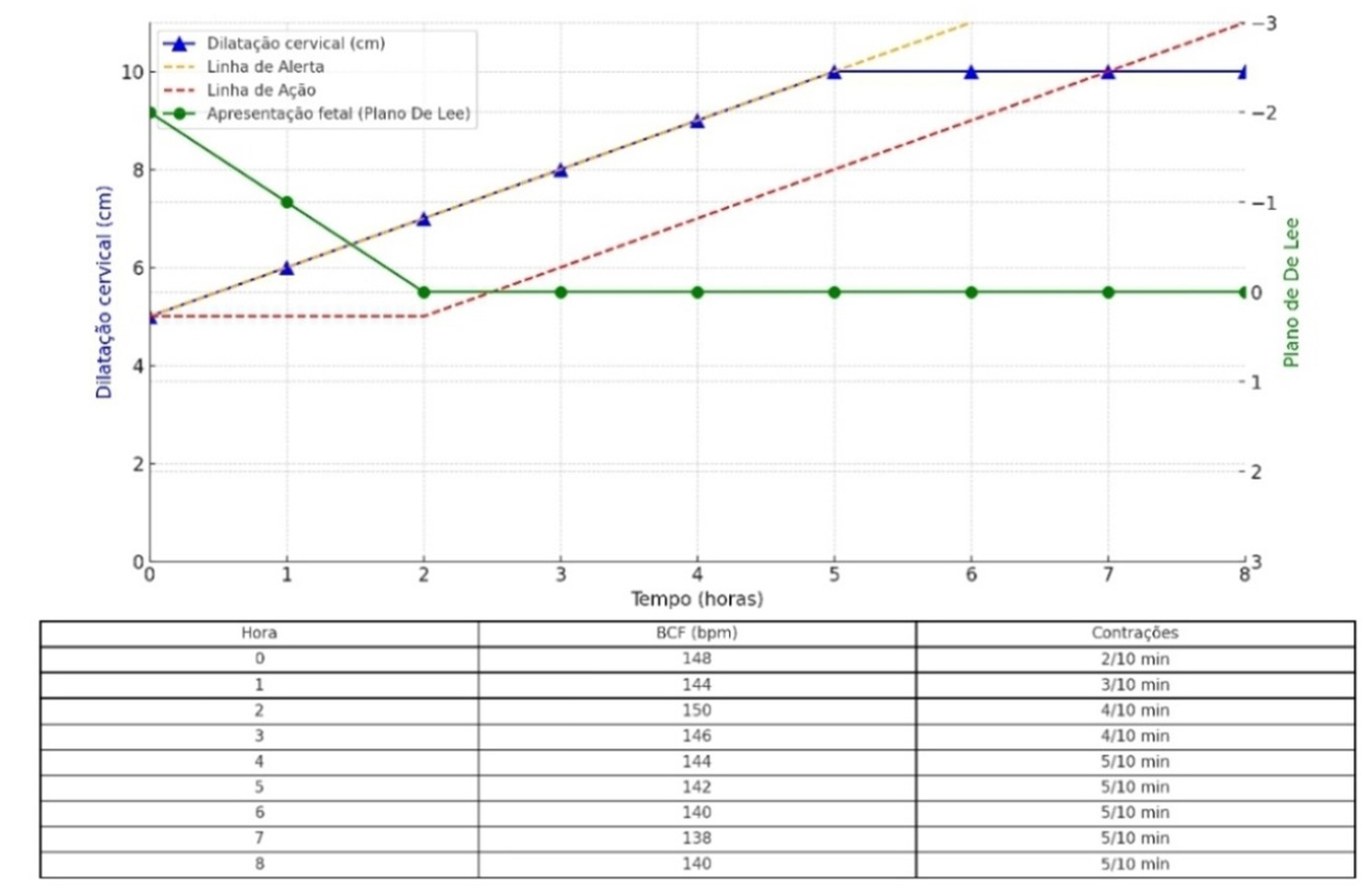 Dilatação cervical (cm)
Linha de Alerta
Linha de Ação
Apresentação fetal (Plano De Lee)
Dilatação cervical (cm)
10
8
6
4
2
0
−3
−2
−1
0
1
2
3
Plano de De Lee
0 1 2 3 4 5 6 7 8
Tempo (horas)
Hora BCF (bpm) Contrações
0 148 2/10 min
1 144 3/10 min
2 150 4/10 min
3 146 4/10 min
4 144 5/10 min
5 142 5/10 min
6 140 5/10 min
7 138 5/10 min
8 140 5/10 min